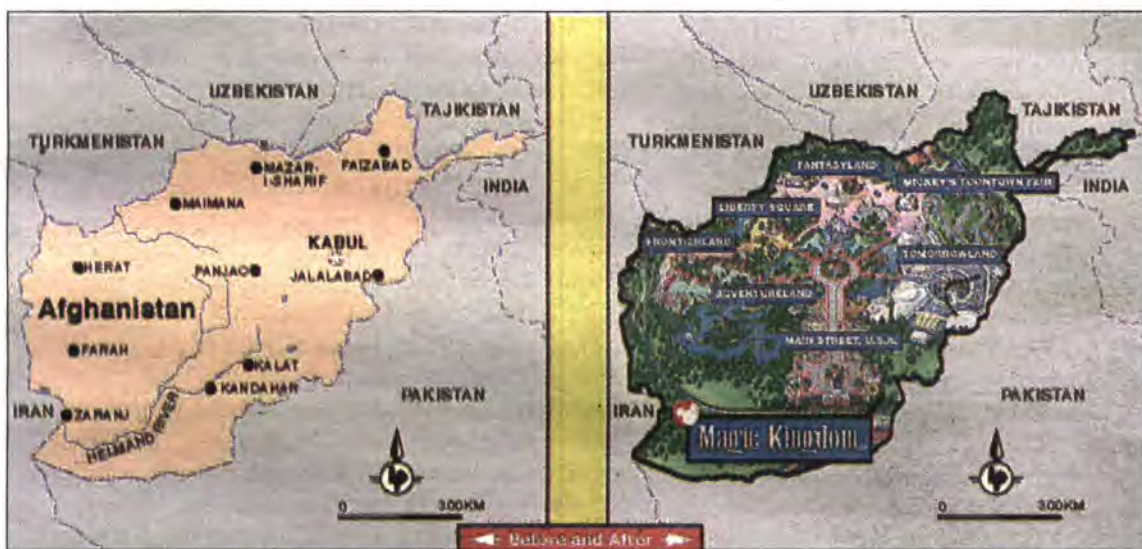 UZBEKISTAN
TAJIKISTAN
TURKMENISTAN
FAIZABAD
MAZAR-
I-SHARIF
INDIA
MAIMANA
KABUL
HERAT
PANJAO
JALALABAD
Afghanistan
FARAH
KALAT
KANDAHAR
PAKISTAN
IRAN
ZARANJ
HELMAND RIVER
0 300KM
UZBEKISTAN
TAJIKISTAN
TURKMENISTAN
FANTASYLAND
MICKEY'S TOONTOWN FAIR
INDIA
LIBERTY SQUARE
FRONTIERLAND
TOMORROWLAND
ADVENTURELAND
MAIN STREET, U.S.A.
PAKISTAN
IRAN
Magic Kingdom
0 300KM
Before and After